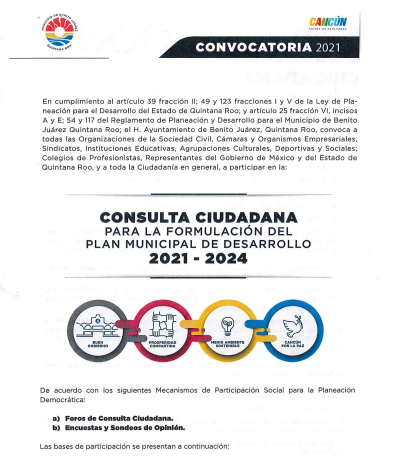 CANCÚN
CONVOCATORIA 2021
En cumplimiento al artículo 39 fracción II; 49 y 123 fracciones I y V de la Ley de Pla-
neación para el Desarrollo del Estado de Quintana Roo; y artículo 25 fracción VI, incisos
A y E; 54 y 117 del Reglamento de Planeación y Desarrollo para el Municipio de Benito
Juárez Quintana Roo; el H. Ayuntamiento de Benito Juárez, Quintana Roo, convoca a
todas las Organizaciones de la Sociedad Civil, Cámaras y Organismos Empresariales,
Sindicatos, Instituciones Educativas, Agrupaciones Culturales, Deportivas y Sociales;
Colegios de Profesionistas, Representantes del Gobierno de México y del Estado de
Quintana Roo, y a toda la Ciudadanía en general, a participar en la:
CONSULTA CIUDADANA
PARA LA FORMULACIÓN DEL
PLAN MUNICIPAL DE DESARROLLO
2021 - 2024
BUEN
GOBIERNO
PROSPERIDAD
COMPARTIDA
MEDIO AMBIENTE
SOSTENIBLE
CANCÚN
POR LA PAZ
De acuerdo con los siguientes Mecanismos de Participación Social para la Planeación
Democrática:
a) Foros de Consulta Ciudadana.
b) Encuestas y Sondeos de Opinión.
Las bases de participación se presentan a continuación: